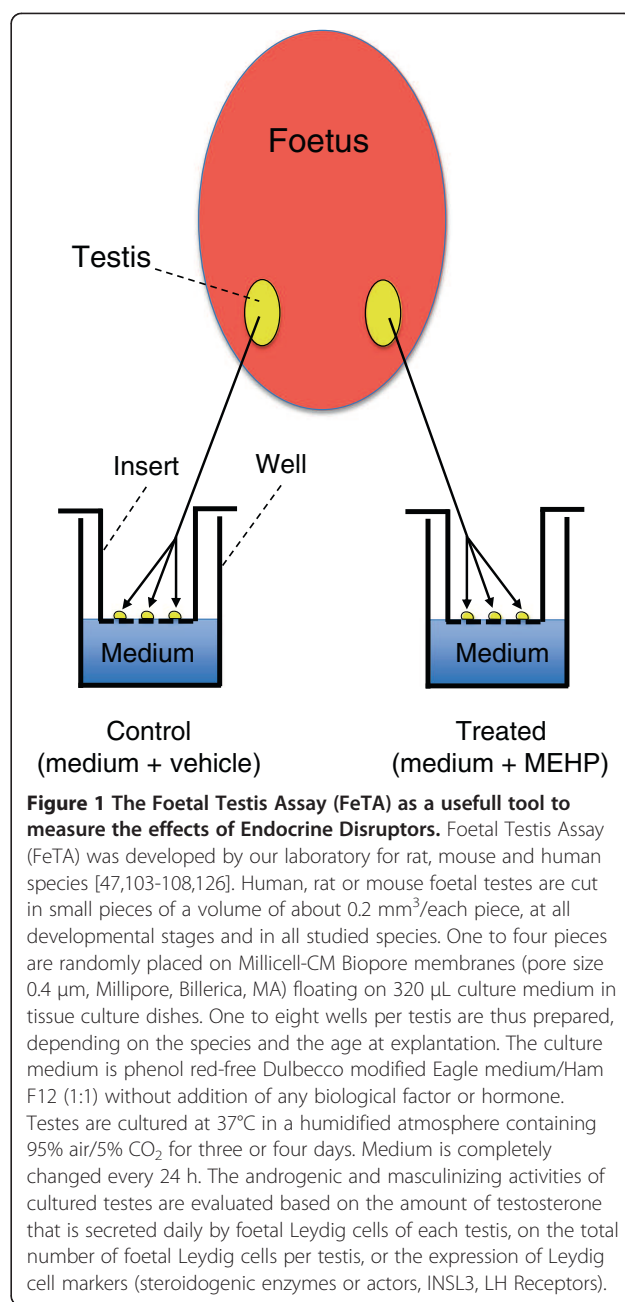 Foetus
Testis
Insert
Well
Medium
Medium
Control
(medium + vehicle)
Treated
(medium + MEHP)
Figure 1 The Foetal Testis Assay (FeTA) as a usefull tool to
measure the effects of Endocrine Disruptors. Foetal Testis Assay
(FeTA) was developed by our laboratory for rat, mouse and human
species [47,103-108,126]. Human, rat or mouse foetal testes are cut
in small pieces of a volume of about 0.2 mm³/each piece, at all
developmental stages and in all studied species. One to four pieces
are randomly placed on Millicell-CM Biopore membranes (pore size
0.4 μm, Millipore, Billerica, MA) floating on 320 μL culture medium in
tissue culture dishes. One to eight wells per testis are thus prepared,
depending on the species and the age at explantation. The culture
medium is phenol red-free Dulbecco modified Eagle medium/Ham
F12 (1:1) without addition of any biological factor or hormone.
Testes are cultured at 37°C in a humidified atmosphere containing
95% air/5% CO₂ for three or four days. Medium is completely
changed every 24 h. The androgenic and masculinizing activities of
cultured testes are evaluated based on the amount of testosterone
that is secreted daily by foetal Leydig cells of each testis, on the total
number of foetal Leydig cells per testis, or the expression of Leydig
cell markers (steroidogenic enzymes or actors, INSL3, LH Receptors).